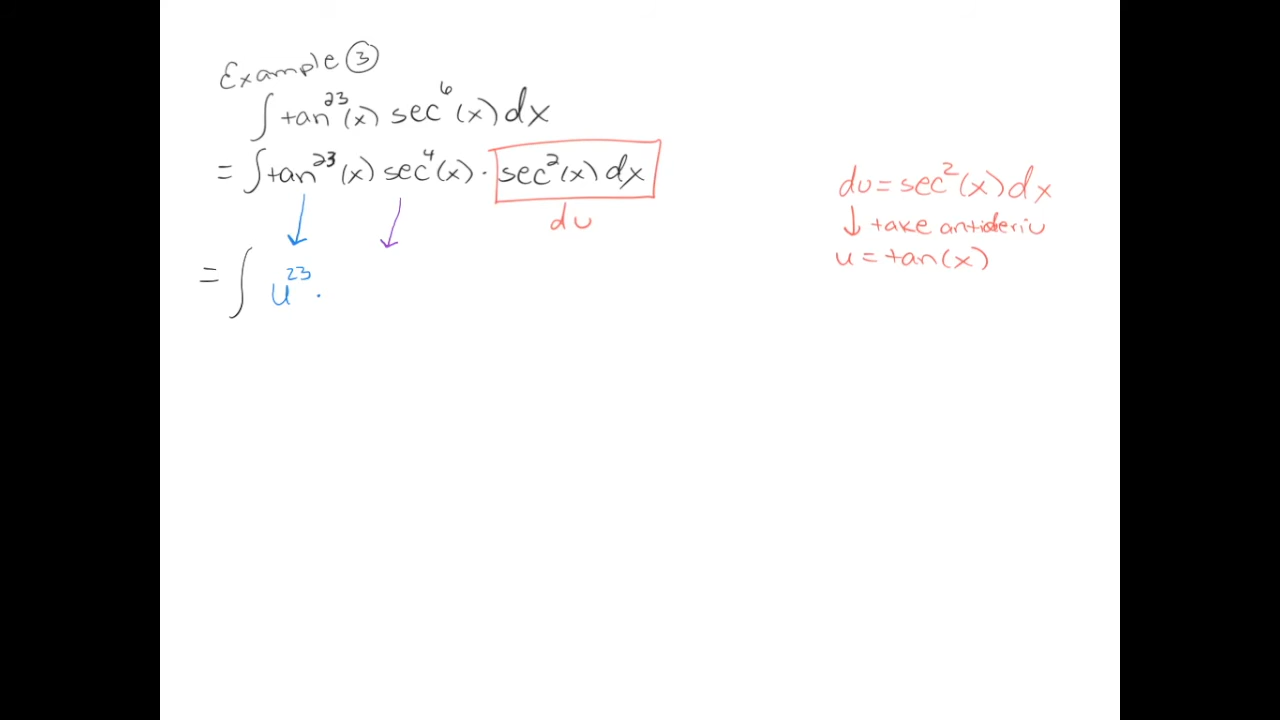 Example ③
∫ tan²³(x) sec⁶(x) dx
= ∫ tan²³(x) sec⁴(x) · sec²(x) dx
du
= ∫ u²³ ·
du = sec²(x) dx
↓ take antideriv
u = tan(x)